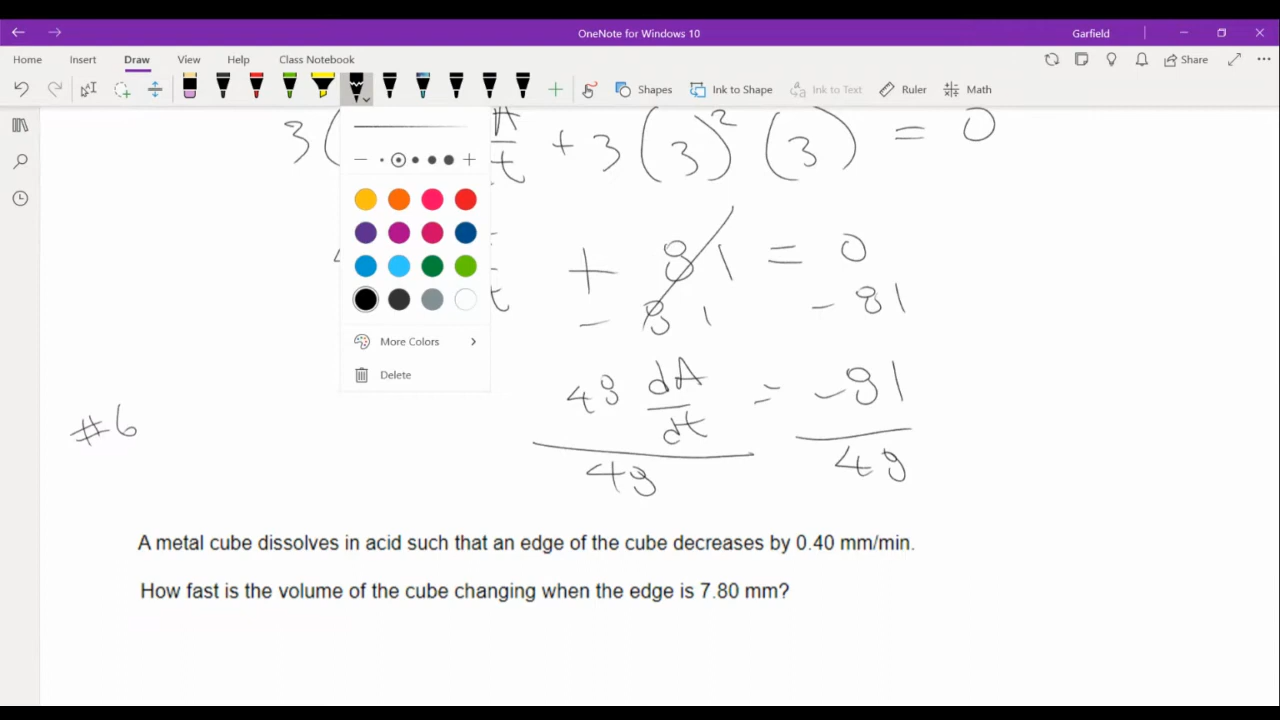 OneNote for Windows 10
Garfield
Home Insert Draw View Help Class Notebook
Share
Shapes Ink to Shape Ink to Text Ruler Math
3 ( t + 3 (3)² (3) = 0
+ 81 = 0
t - 81 - 81
48 dA/dt = -81
48 48
More Colors
Delete
#6
A metal cube dissolves in acid such that an edge of the cube decreases by 0.40 mm/min.
How fast is the volume of the cube changing when the edge is 7.80 mm?